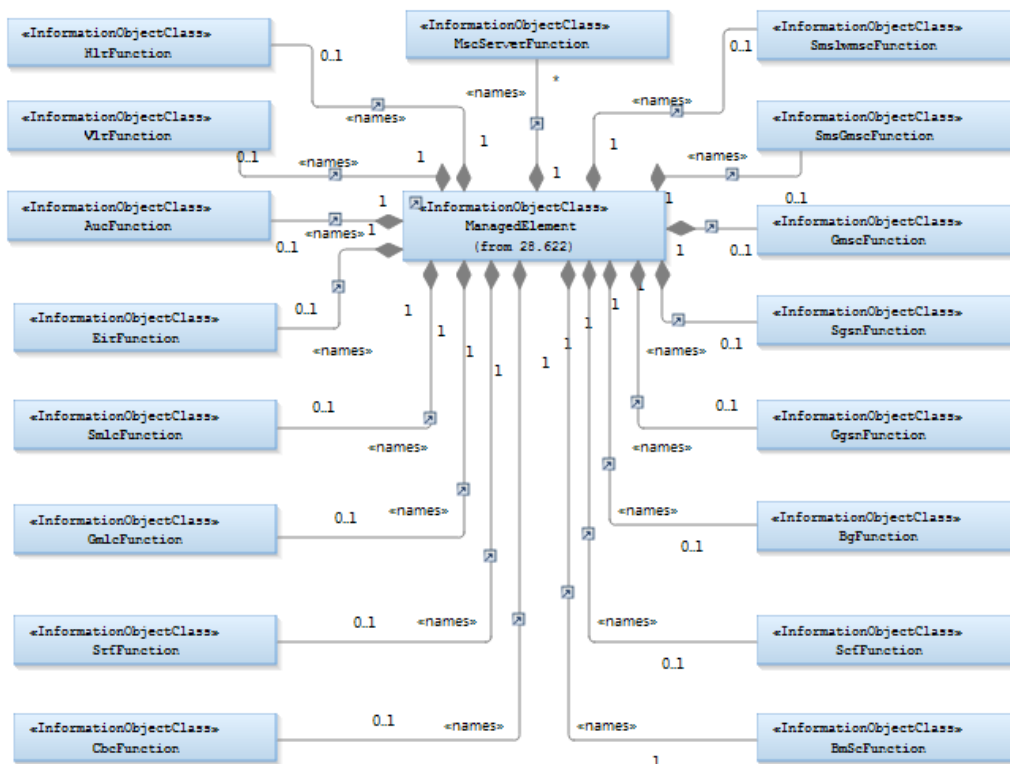 «InformationObjectClass»
HlrFunction
0..1
«names»
1
«InformationObjectClass»
MscServerFunction
*
«names»
1
«InformationObjectClass»
SmsIwmscFunction
0..1
«names»
1
«InformationObjectClass»
VlrFunction
0..1
«names»
1
«InformationObjectClass»
SmsGmscFunction
«names»
0..1
1
«InformationObjectClass»
AucFunction
0..1
«names»
1
«InformationObjectClass»
ManagedElement
(from 28.622)
«InformationObjectClass»
GmscFunction
0..1
1
«InformationObjectClass»
EirFunction
0..1
«names»
1
«InformationObjectClass»
SgsnFunction
0..1
«names»
1
«InformationObjectClass»
SmlcFunction
0..1
«names»
1
«InformationObjectClass»
GgsnFunction
0..1
«names»
1
«InformationObjectClass»
GmlcFunction
0..1
«names»
1
«InformationObjectClass»
BgFunction
0..1
«names»
1
«InformationObjectClass»
SrfFunction
0..1
«names»
1
«InformationObjectClass»
ScfFunction
0..1
«names»
1
«InformationObjectClass»
CbcFunction
0..1
«names»
1
«InformationObjectClass»
BmScFunction
1
1